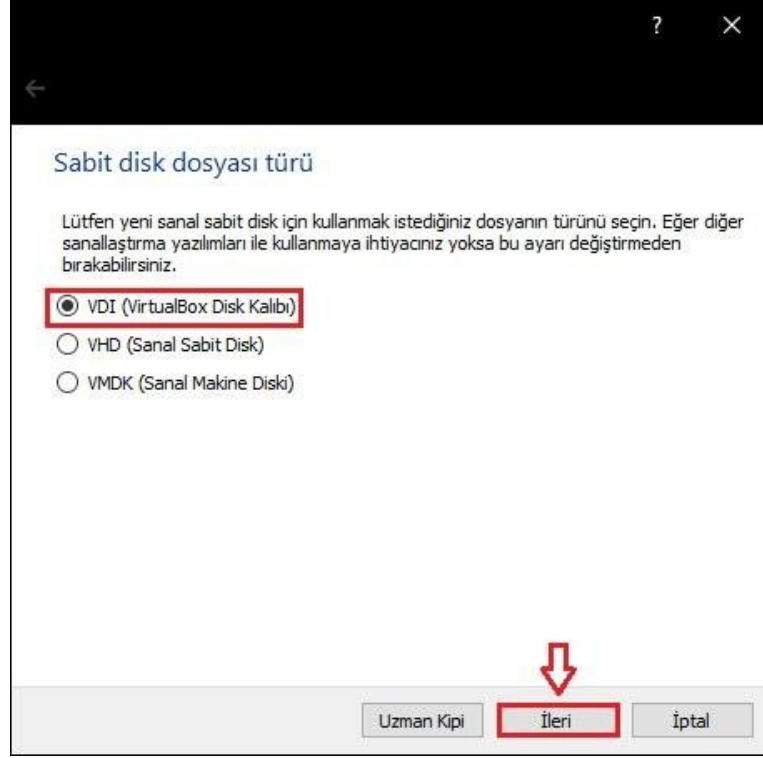 Sabit disk dosyası türü
Lütfen yeni sanal sabit disk için kullanmak istediğiniz dosyanın türünü seçin. Eğer diğer
sanallaştırma yazılımları ile kullanmaya ihtiyacınız yoksa bu ayarı değiştirmeden
bırakabilirsiniz.
VDI (VirtualBox Disk Kalıbı)
VHD (Sanal Sabit Disk)
VMDK (Sanal Makine Diski)
Uzman Kipi İleri İptal